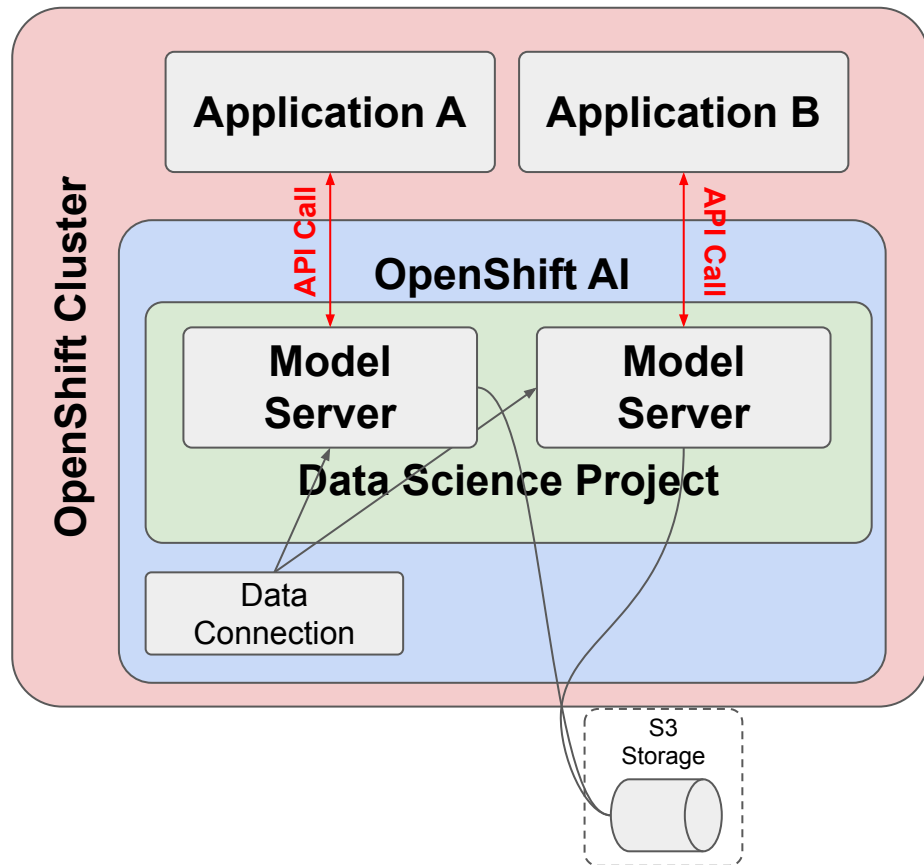 Application A
Application B
API Call
API Call
OpenShift Cluster
OpenShift AI
Model
Server
Model
Server
Data Science Project
Data
Connection
S3
Storage